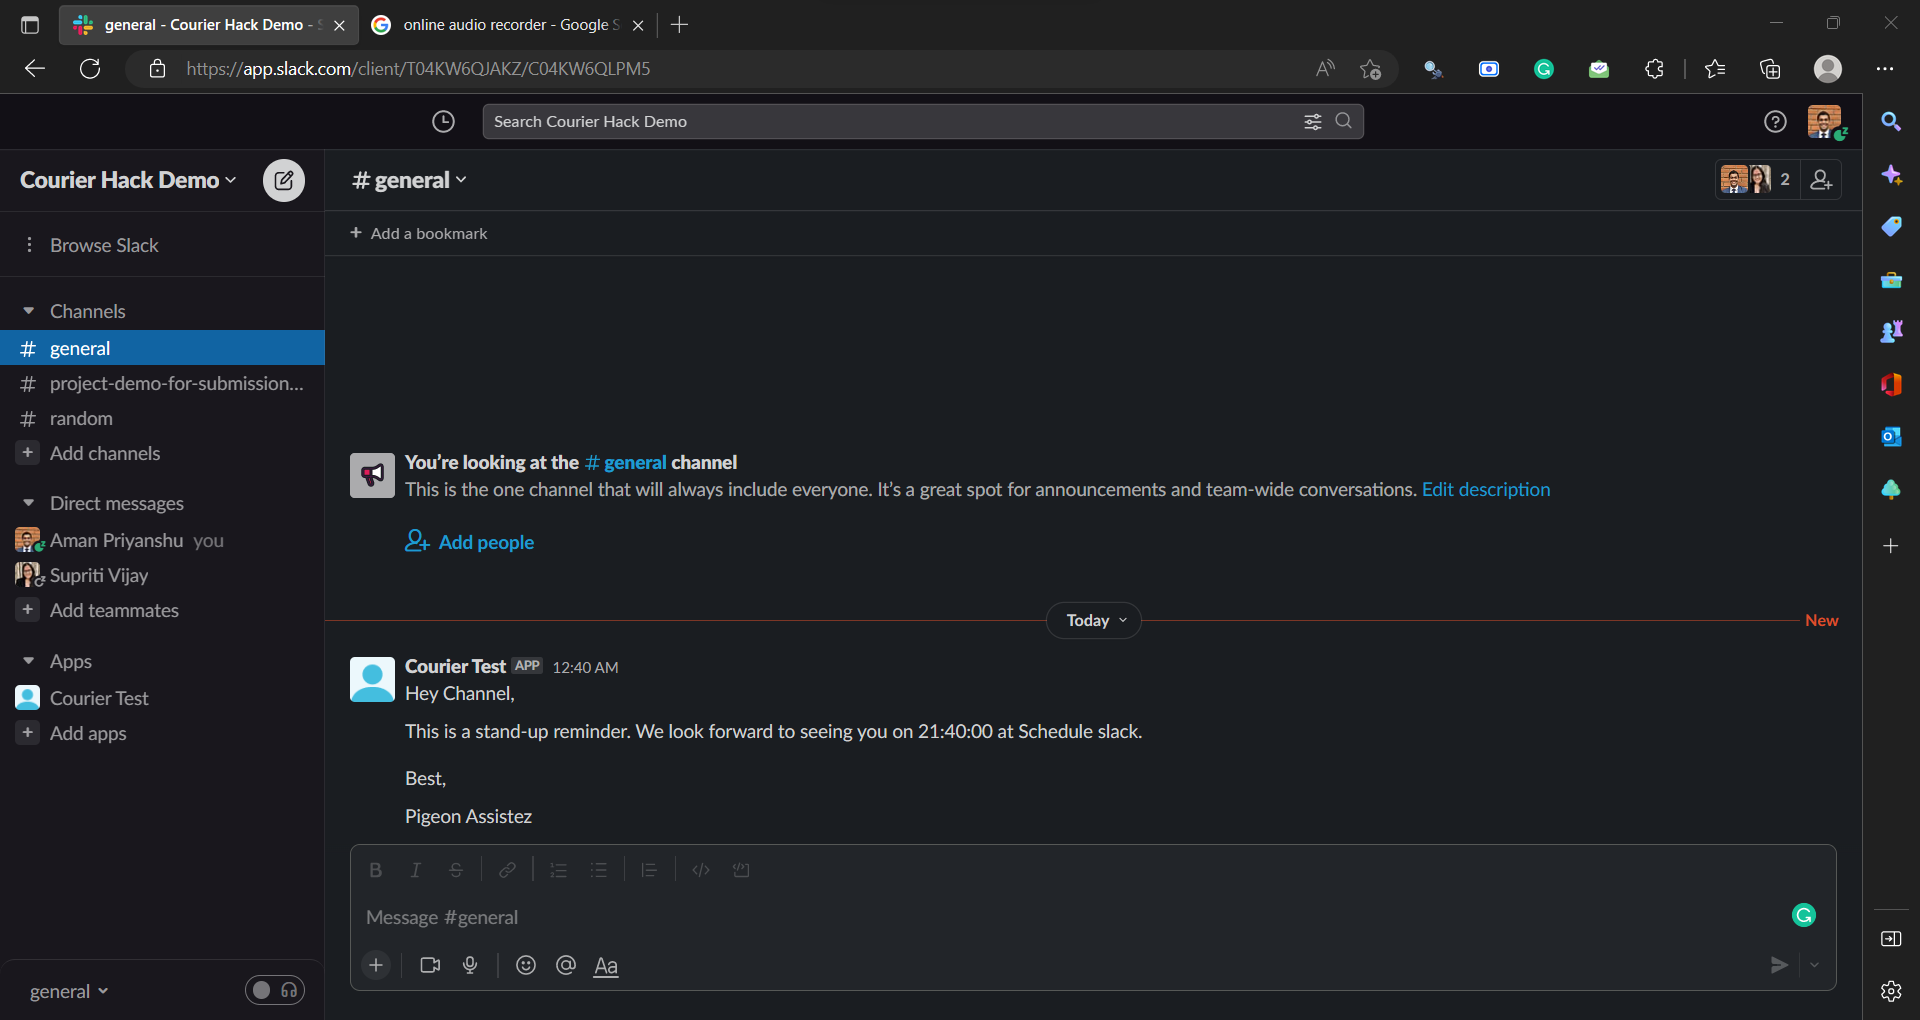 general - Courier Hack Demo - S
online audio recorder - Google S
https://app.slack.com/client/T04KW6QJAKZ/C04KW6QLPM5
Search Courier Hack Demo
Courier Hack Demo
# general
2
Browse Slack
+ Add a bookmark
Channels
# general
# project-demo-for-submission...
# random
+ Add channels
Direct messages
Aman Priyanshu you
Supriti Vijay
+ Add teammates
Apps
Courier Test
+ Add apps
You're looking at the # general channel
This is the one channel that will always include everyone. It's a great spot for announcements and team-wide conversations. Edit description
Add people
Today
New
Courier Test APP 12:40 AM
Hey Channel,
This is a stand-up reminder. We look forward to seeing you on 21:40:00 at Schedule slack.
Best,
Pigeon Assistez
B I S
Message #general
Aa
general